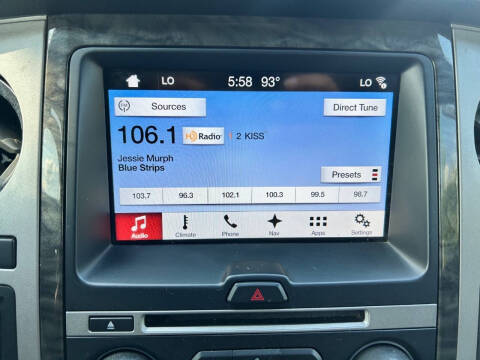 LO 5:58 93° LO
Sources Direct Tune
106.1 HD Radio 2 KISS
Jessie Murph
Blue Strips
Presets
103.7 96.3 102.1 100.3 99.5 98.7
Audio Climate Phone Nav Apps Settings